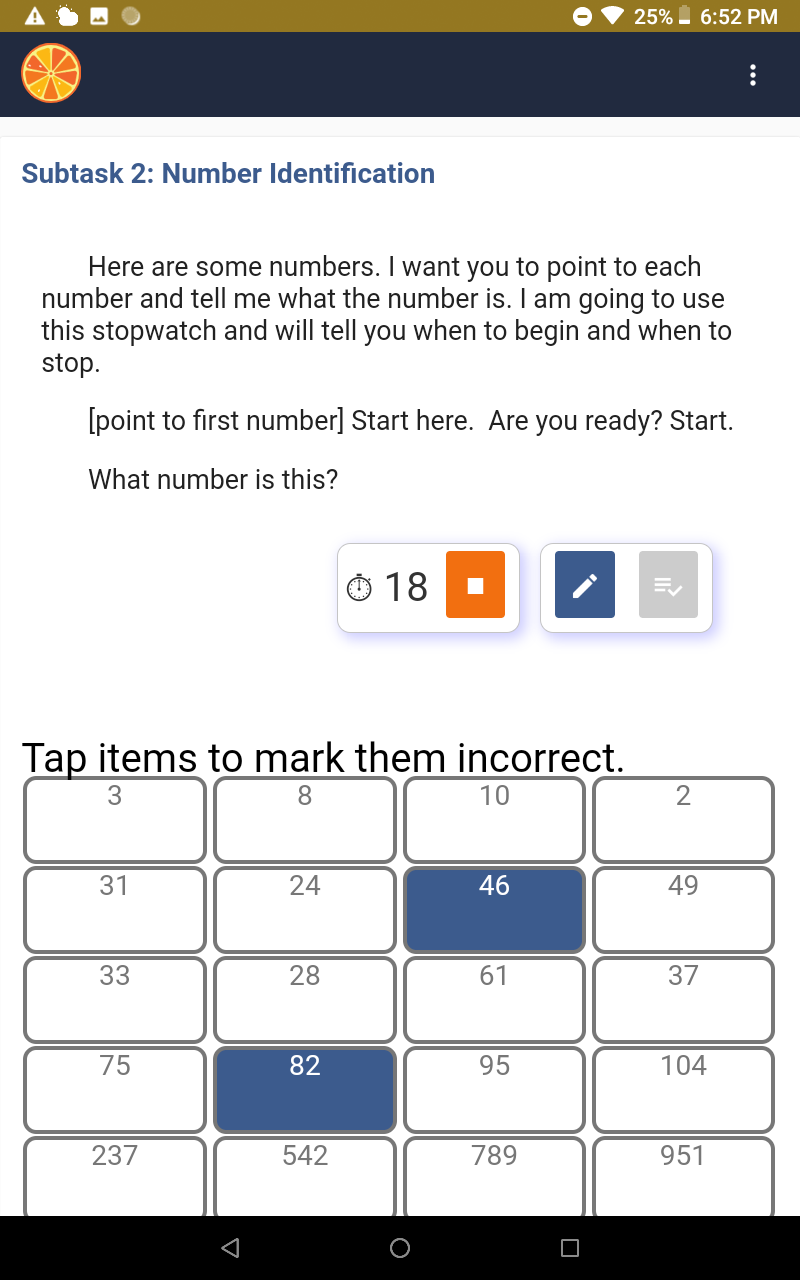 25% 6:52 PM
Subtask 2: Number Identification
Here are some numbers. I want you to point to each
number and tell me what the number is. I am going to use
this stopwatch and will tell you when to begin and when to
stop.
[point to first number] Start here.  Are you ready? Start.
What number is this?
18
Tap items to mark them incorrect.
3 8 10 2
31 24 46 49
33 28 61 37
75 82 95 104
237 542 789 951